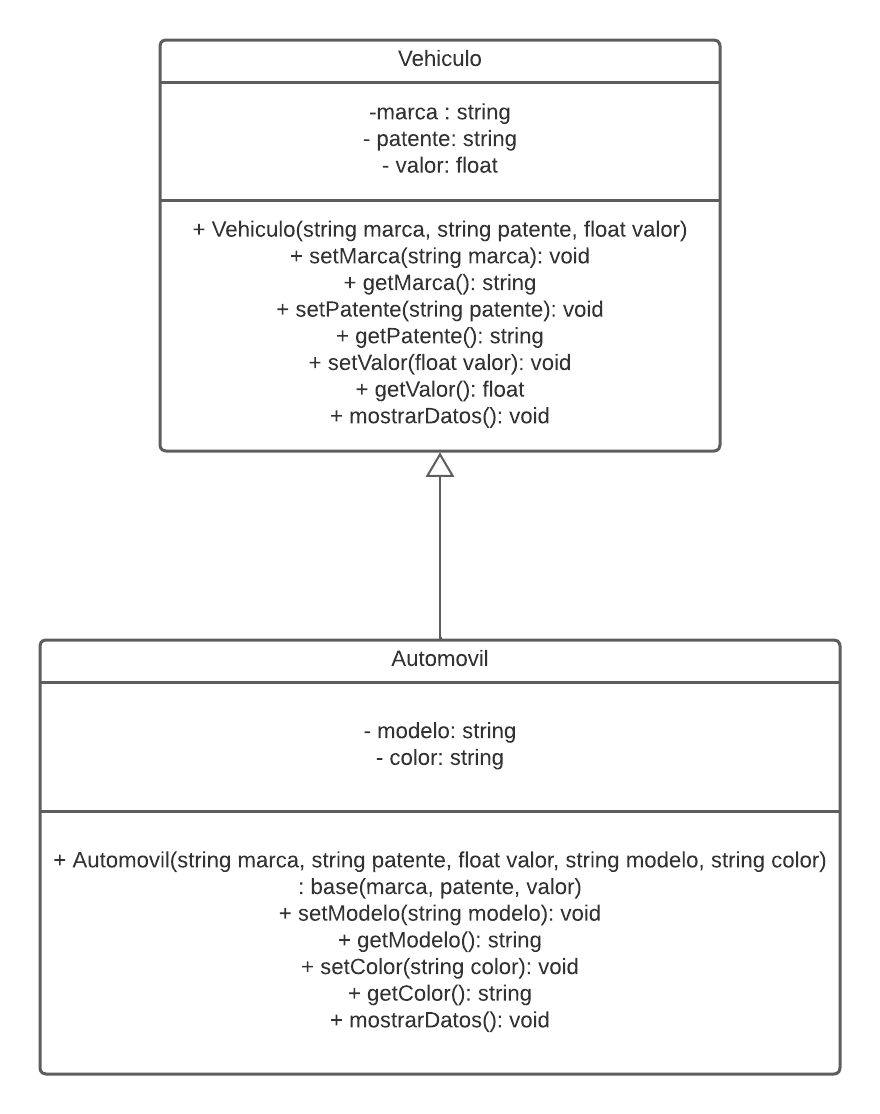 Vehiculo
-marca : string
- patente: string
- valor: float
+ Vehiculo(string marca, string patente, float valor)
+ setMarca(string marca): void
+ getMarca(): string
+ setPatente(string patente): void
+ getPatente(): string
+ setValor(float valor): void
+ getValor(): float
+ mostrarDatos(): void
Automovil
- modelo: string
- color: string
+ Automovil(string marca, string patente, float valor, string modelo, string color)
: base(marca, patente, valor)
+ setModelo(string modelo): void
+ getModelo(): string
+ setColor(string color): void
+ getColor(): string
+ mostrarDatos(): void